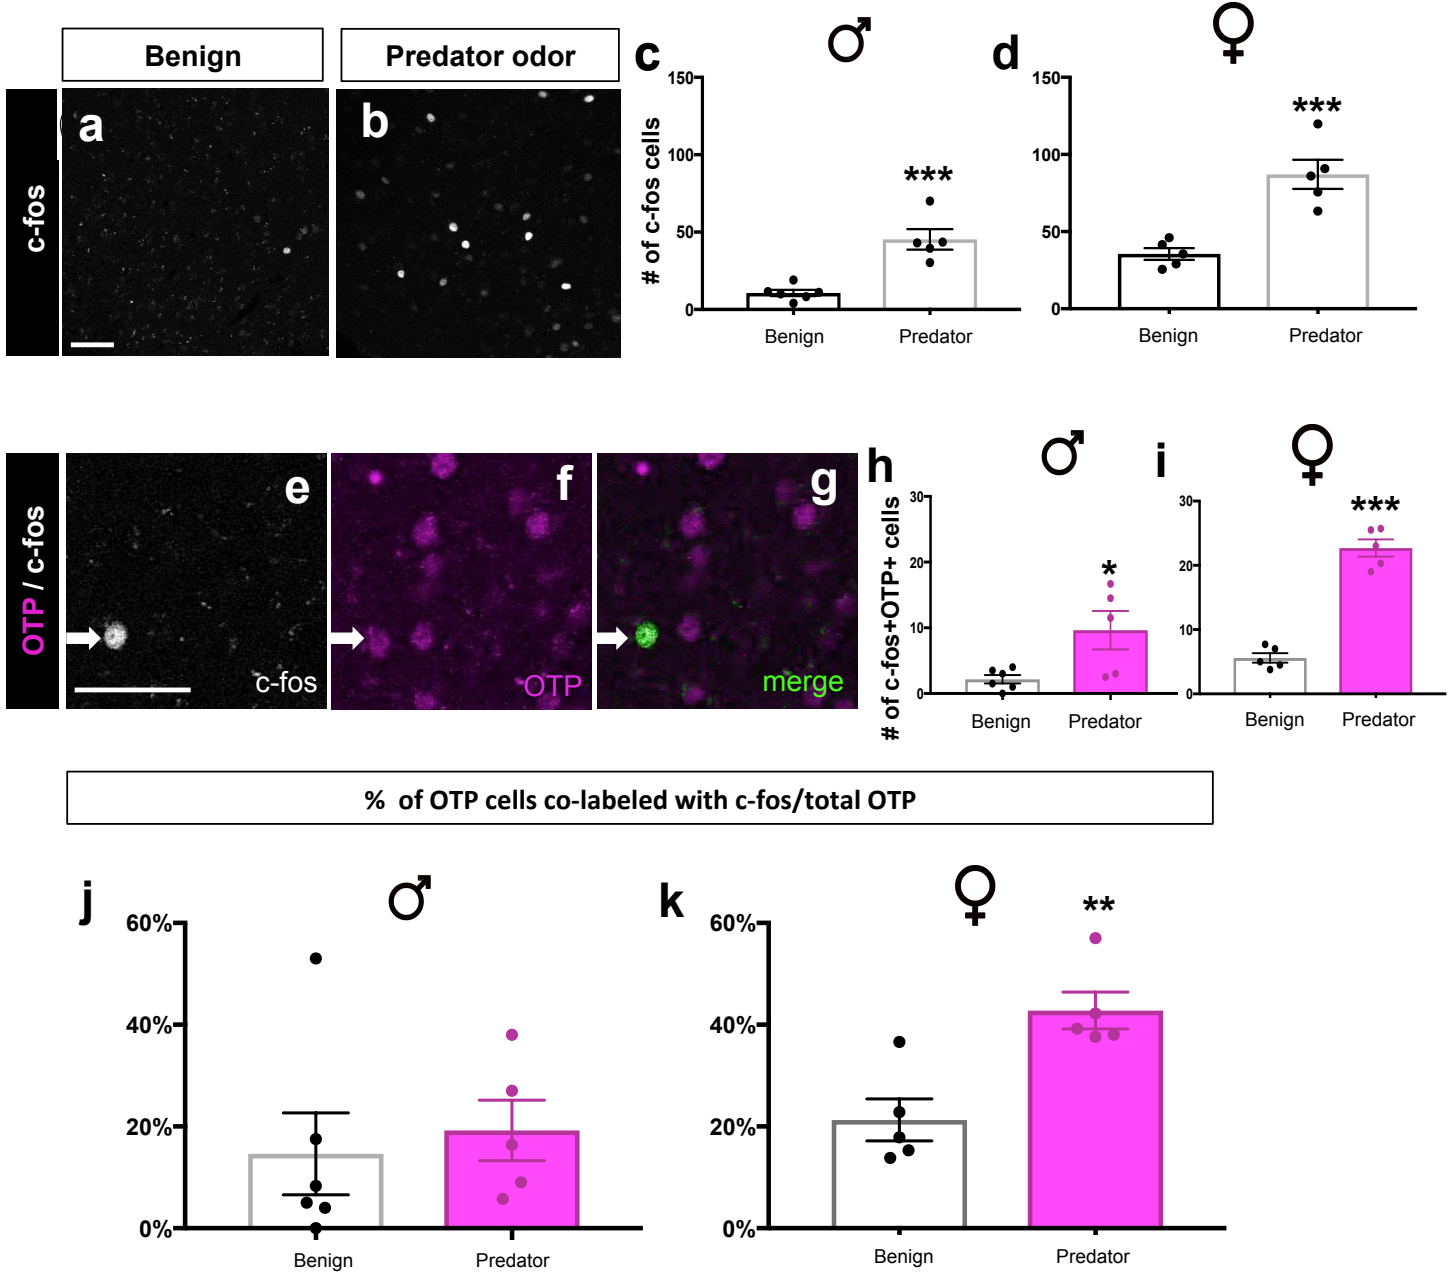 Benign
Predator odor
c-fos
a
b
c
# of c-fos cells
150
100
50
0
***
Benign
Predator
d
150
100
50
0
***
Benign
Predator
OTP / c-fos
e
c-fos
f
OTP
g
merge
h
# of c-fos+OTP+ cells
30
20
10
0
*
Benign
Predator
i
30
20
10
0
***
Benign
Predator
% of OTP cells co-labeled with c-fos/total OTP
j
60%
40%
20%
0%
Benign
Predator
k
60%
40%
20%
0%
**
Benign
Predator